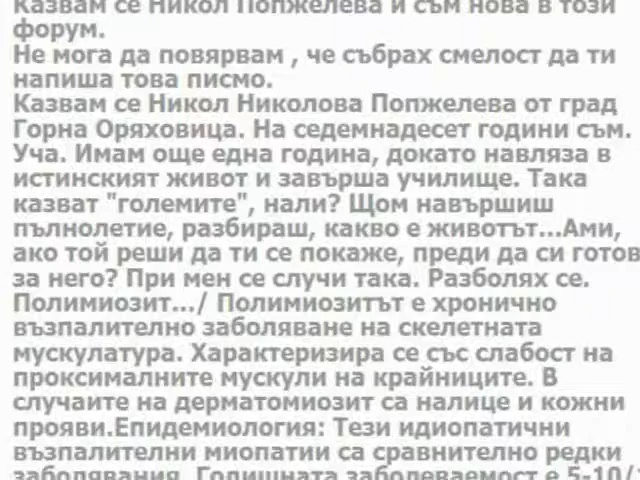 Казвам се Никол Попжелева и съм нова в този
форум.
Не мога да повярвам , че събрах смелост да ти
напиша това писмо.
Казвам се Никол Николова Попжелева от град
Горна Оряховица. На седемнадесет години съм.
Уча. Имам още една година, докато навляза в
истинският живот и завърша училище. Така
казват "големите", нали? Щом навършиш
пълнолетие, разбираш, какво е животът...Ами,
ако той реши да ти се покаже, преди да си готов
за него? При мен се случи така. Разболях се.
Полимиозит.../ Полимиозитът е хронично
възпалително заболяване на скелетната
мускулатура. Характеризира се със слабост на
проксималните мускули на крайниците. В
случаите на дерматомиозит са налице и кожни
прояви.Епидемиология: Тези идиопатични
възпалителни миопатии са сравнително редки
заболявания. Годишната заболеваемост е 5-10/